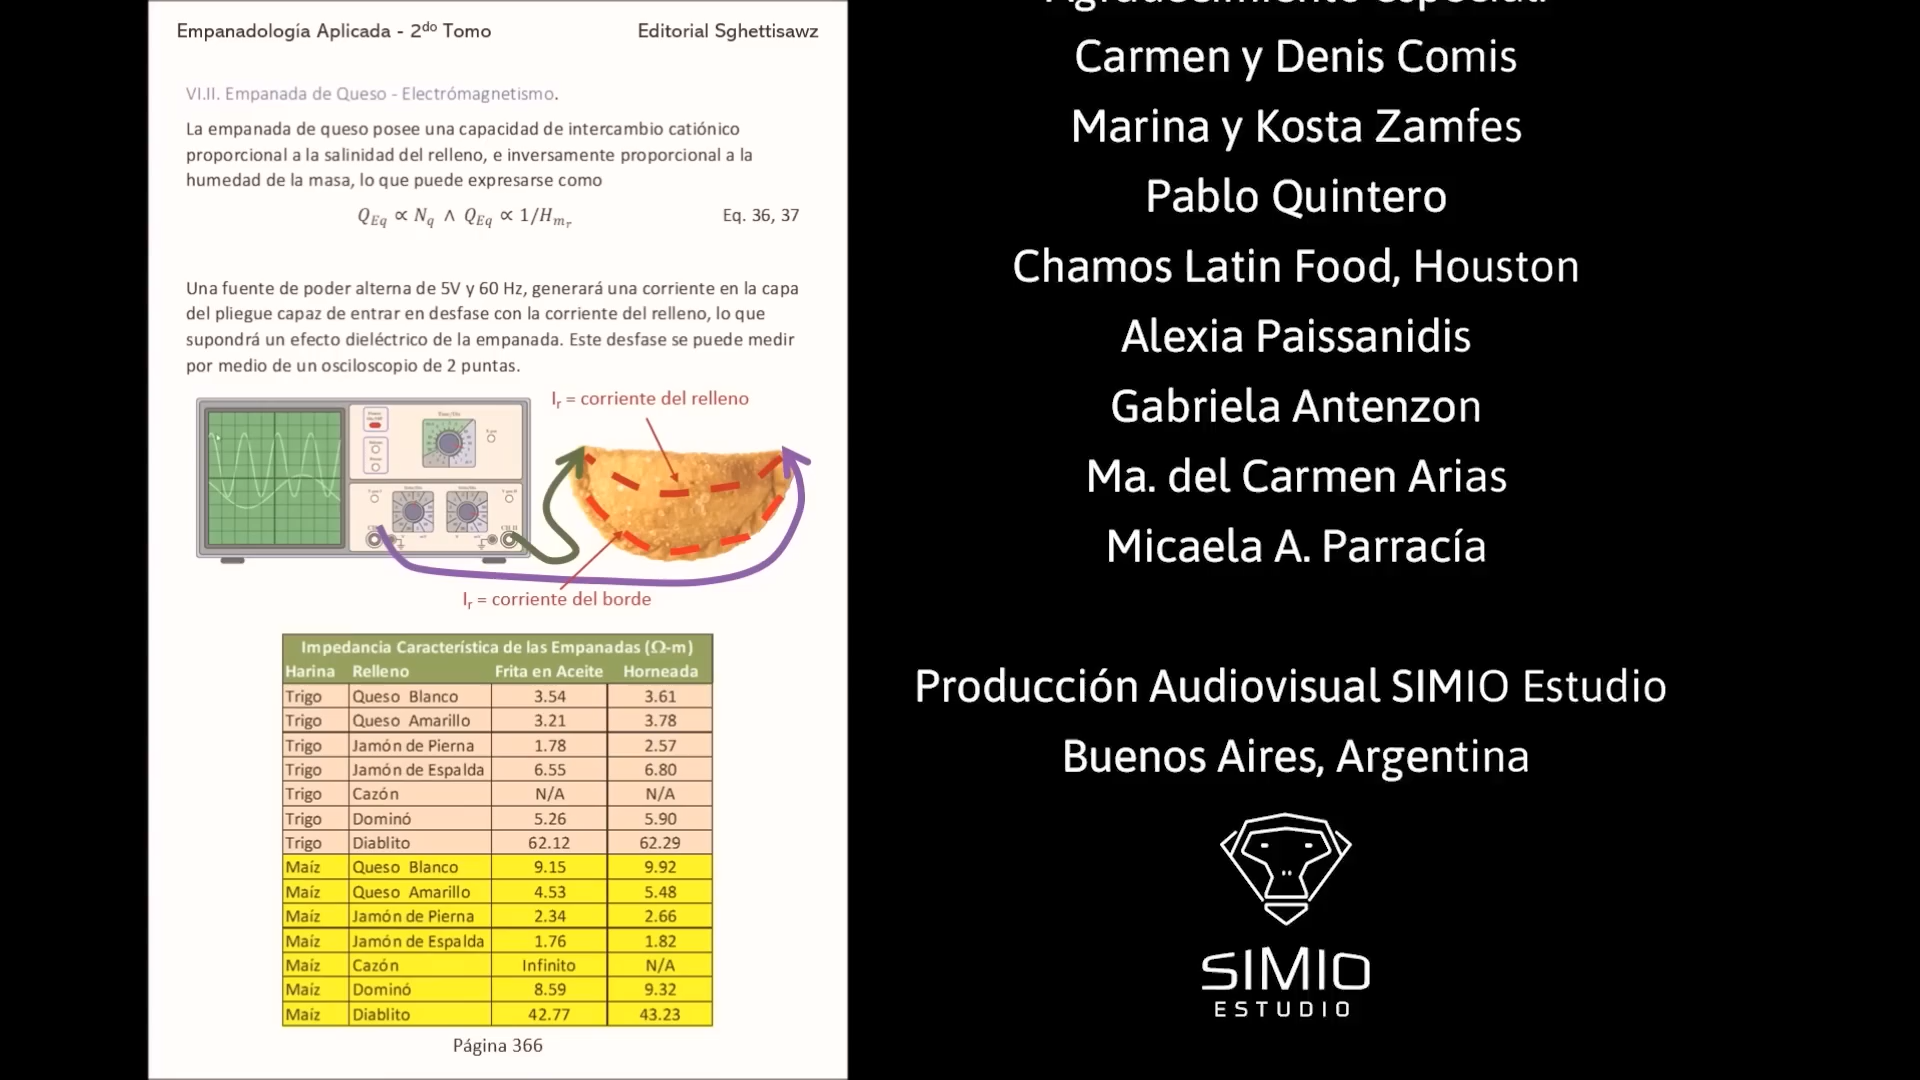 Empanadología Aplicada - 2do Tomo
Editorial Sghettisawz
VI.II. Empanada de Queso - Electrómagnetismo.
La empanada de queso posee una capacidad de intercambio catiónico
proporcional a la salinidad del relleno, e inversamente proporcional a la
humedad de la masa, lo que puede expresarse como
Q_Eq ∝ N_q ∧ Q_Eq ∝ 1/H_m_r
Eq. 36, 37
Una fuente de poder alterna de 5V y 60 Hz, generará una corriente en la capa
del pliegue capaz de entrar en desfase con la corriente del relleno, lo que
supondrá un efecto dieléctrico de la empanada. Este desfase se puede medir
por medio de un osciloscopio de 2 puntas.
I_r = corriente del relleno
I_r = corriente del borde
Impedancia Característica de las Empanadas (Ω-m)
Harina Relleno Frita en Aceite Horneada
Trigo Queso Blanco 3.54 3.61
Trigo Queso Amarillo 3.21 3.78
Trigo Jamón de Pierna 1.78 2.57
Trigo Jamón de Espalda 6.55 6.80
Trigo Cazón N/A N/A
Trigo Dominó 5.26 5.90
Trigo Diablito 62.12 62.29
Maíz Queso Blanco 9.15 9.92
Maíz Queso Amarillo 4.53 5.48
Maíz Jamón de Pierna 2.34 2.66
Maíz Jamón de Espalda 1.76 1.82
Maíz Cazón Infinito N/A
Maíz Dominó 8.59 9.32
Maíz Diablito 42.77 43.23
Página 366
Carmen y Denis Comis
Marina y Kosta Zamfes
Pablo Quintero
Chamos Latin Food, Houston
Alexia Paissanidis
Gabriela Antenzon
Ma. del Carmen Arias
Micaela A. Parracía
Producción Audiovisual SIMIO Estudio
Buenos Aires, Argentina
SIMIO
ESTUDIO